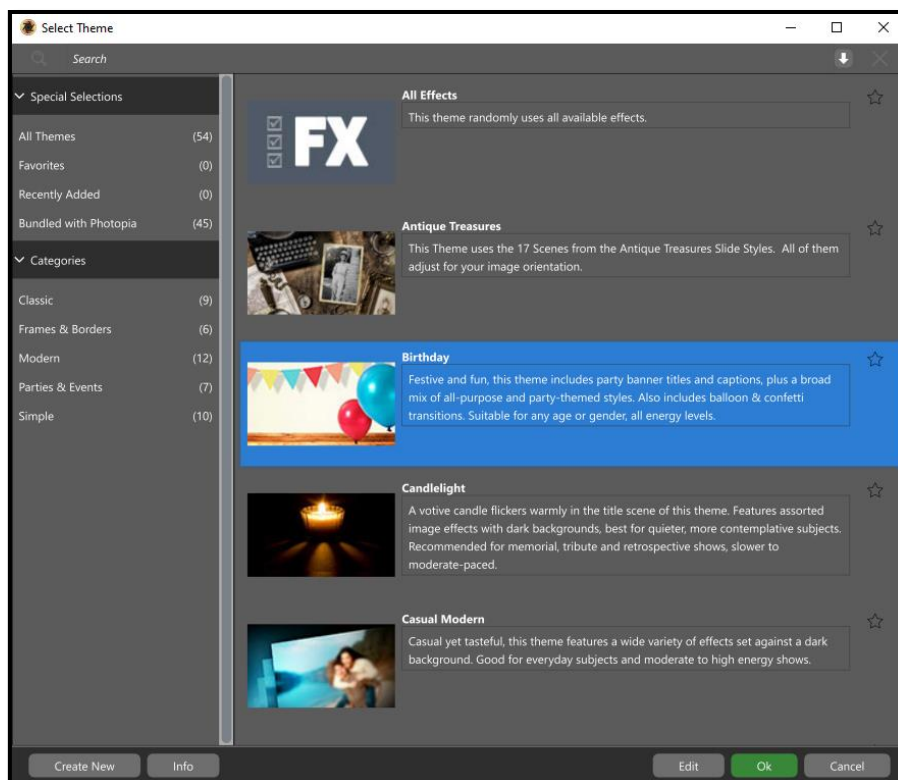 Select Theme
Search
Special Selections
All Themes (54)
Favorites (0)
Recently Added (0)
Bundled with Photopia (45)
Categories
Classic (9)
Frames & Borders (6)
Modern (12)
Parties & Events (7)
Simple (10)
FX
All Effects
This theme randomly uses all available effects.
Antique Treasures
This Theme uses the 17 Scenes from the Antique Treasures Slide Styles. All of them
adjust for your image orientation.
Birthday
Festive and fun, this theme includes party banner titles and captions, plus a broad
mix of all-purpose and party-themed styles. Also includes balloon & confetti
transitions. Suitable for any age or gender, all energy levels.
Candlelight
A votive candle flickers warmly in the title scene of this theme. Features assorted
image effects with dark backgrounds, best for quieter, more contemplative subjects.
Recommended for memorial, tribute and retrospective shows, slower to
moderate-paced.
Casual Modern
Casual yet tasteful, this theme features a wide variety of effects set against a dark
background. Good for everyday subjects and moderate to high energy shows.
Create New Info Edit Ok Cancel